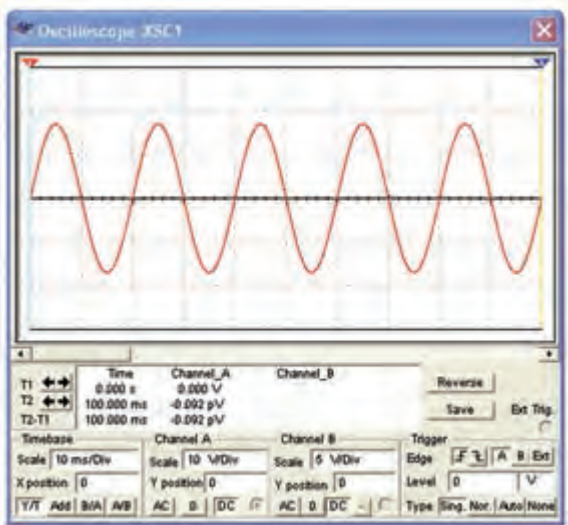 Oscilloscope XSC1
1
Time Channel_A Channel_B
T1 0.000 s 0.000 V
T2 100.000 ms -0.092 pV
T2-T1 100.000 ms -0.092 pV
Reverse
Save
Ext Trig.
Timebase
Scale 10 ms/Div
X position 0
Y/T Add B/A A/B
Channel A
Scale 10 V/Div
Y position 0
AC 0 DC
Channel B
Scale 5 V/Div
Y position 0
AC 0 DC -
Trigger
Edge A B Ext
Level 0 V
Type Sing. Nor. Auto None